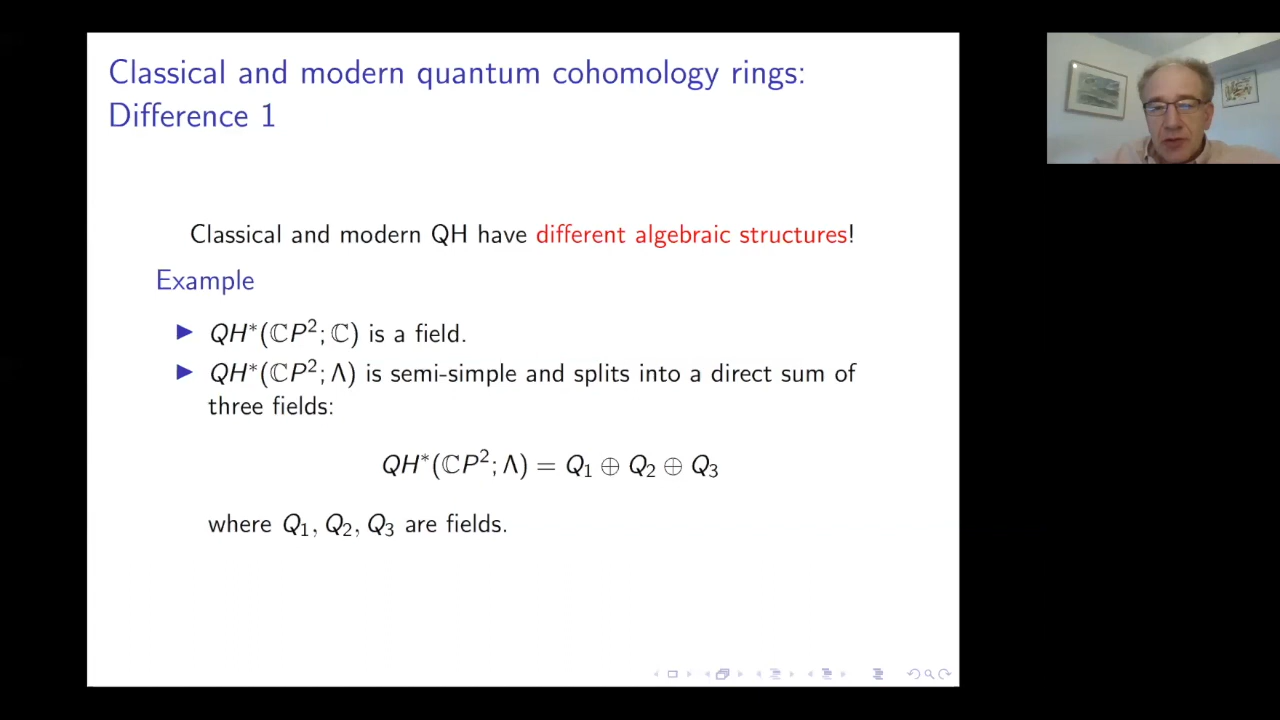 Classical and modern quantum cohomology rings:
Difference 1
Classical and modern QH have different algebraic structures!
Example
▶ QH*(ℂP²; ℂ) is a field.
▶ QH*(ℂP²; Λ) is semi-simple and splits into a direct sum of
three fields:
QH*(ℂP²; Λ) = Q₁ ⊕ Q₂ ⊕ Q₃
where Q₁, Q₂, Q₃ are fields.